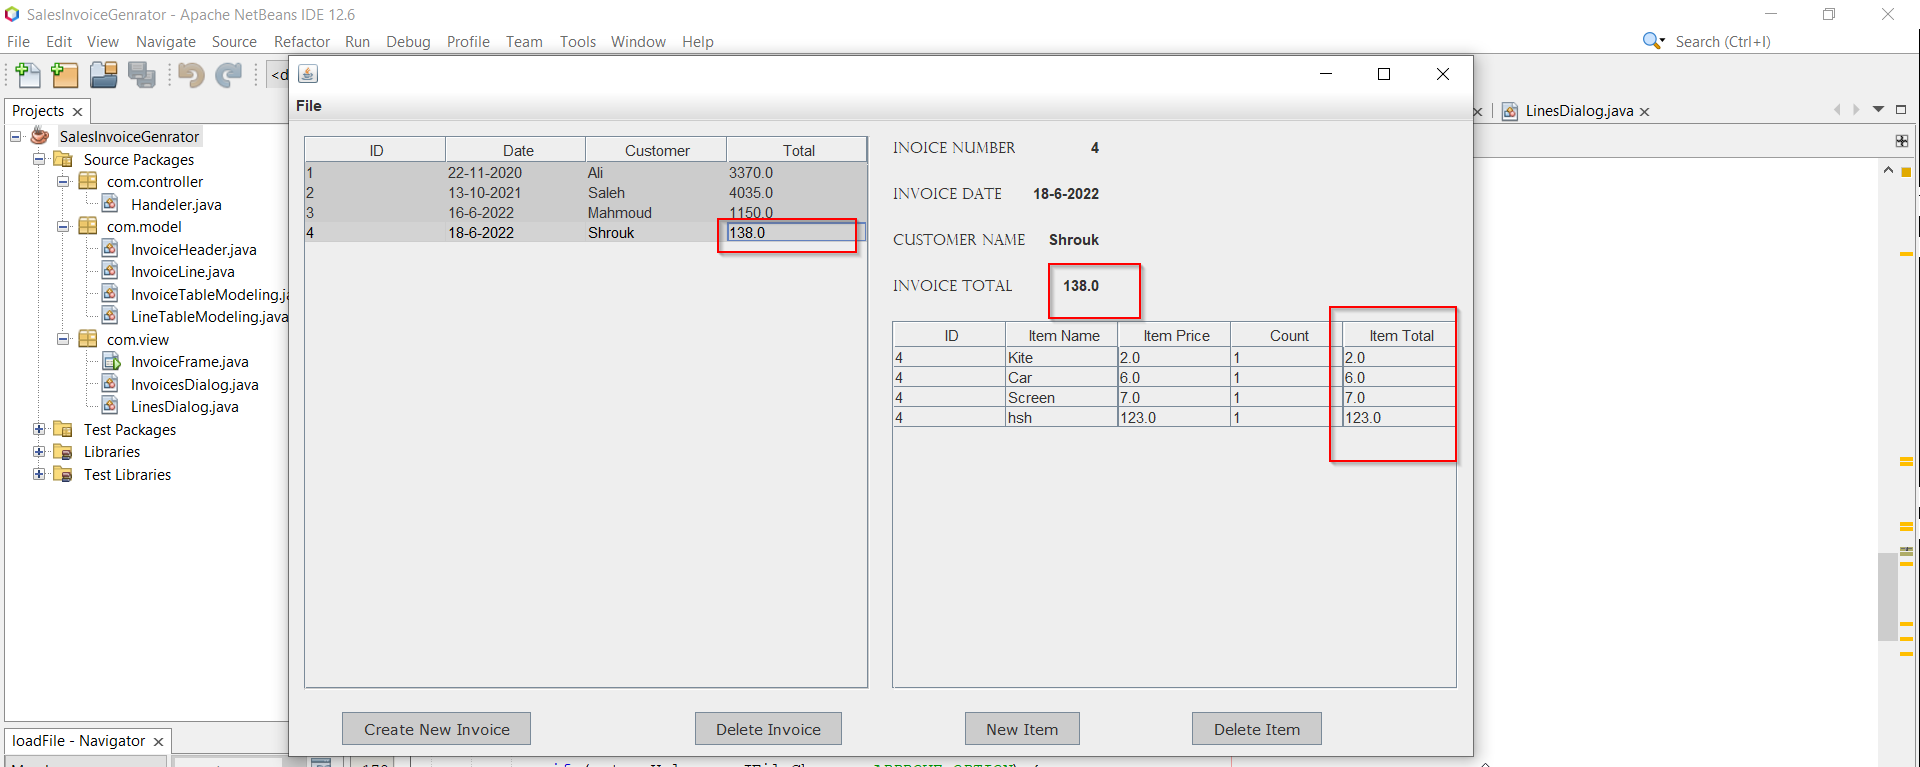 SalesInvoiceGenrator - Apache NetBeans IDE 12.6
File Edit View Navigate Source Refactor Run Debug Profile Team Tools Window Help
Search (Ctrl+I)
<d
Projects
LinesDialog.java
SalesInvoiceGenrator
Source Packages
com.controller
Handeler.java
com.model
InvoiceHeader.java
InvoiceLine.java
InvoiceTableModeling.ja
LineTableModeling.java
com.view
InvoiceFrame.java
InvoicesDialog.java
LinesDialog.java
Test Packages
Libraries
Test Libraries
loadFile - Navigator
File
ID Date Customer Total
1 22-11-2020 Ali 3370.0
2 13-10-2021 Saleh 4035.0
3 16-6-2022 Mahmoud 1150.0
4 18-6-2022 Shrouk 138.0
INOICE NUMBER 4
INVOICE DATE 18-6-2022
CUSTOMER NAME Shrouk
INVOICE TOTAL 138.0
ID Item Name Item Price Count Item Total
4 Kite 2.0 1 2.0
4 Car 6.0 1 6.0
4 Screen 7.0 1 7.0
4 hsh 123.0 1 123.0
Create New Invoice Delete Invoice New Item Delete Item